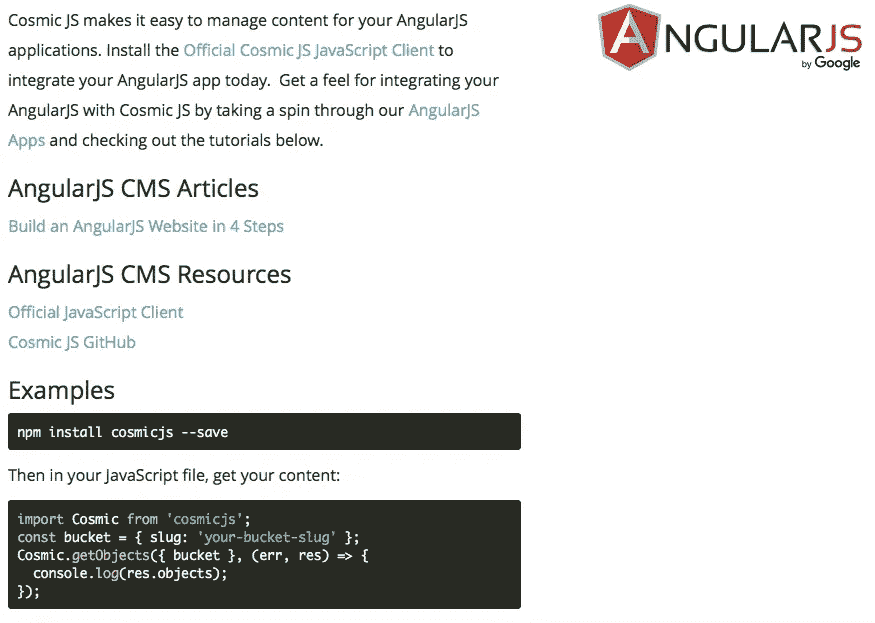 Cosmic JS makes it easy to manage content for your AngularJS
applications. Install the Official Cosmic JS JavaScript Client to
integrate your AngularJS app today.  Get a feel for integrating your
AngularJS with Cosmic JS by taking a spin through our AngularJS
Apps and checking out the tutorials below.
ANGULARJS
by Google
AngularJS CMS Articles
Build an AngularJS Website in 4 Steps
AngularJS CMS Resources
Official JavaScript Client
Cosmic JS GitHub
Examples
npm install cosmicjs --save
Then in your JavaScript file, get your content:
import Cosmic from 'cosmicjs';
const bucket = { slug: 'your-bucket-slug' };
Cosmic.getObjects({ bucket }, (err, res) => {
  console.log(res.objects);
});